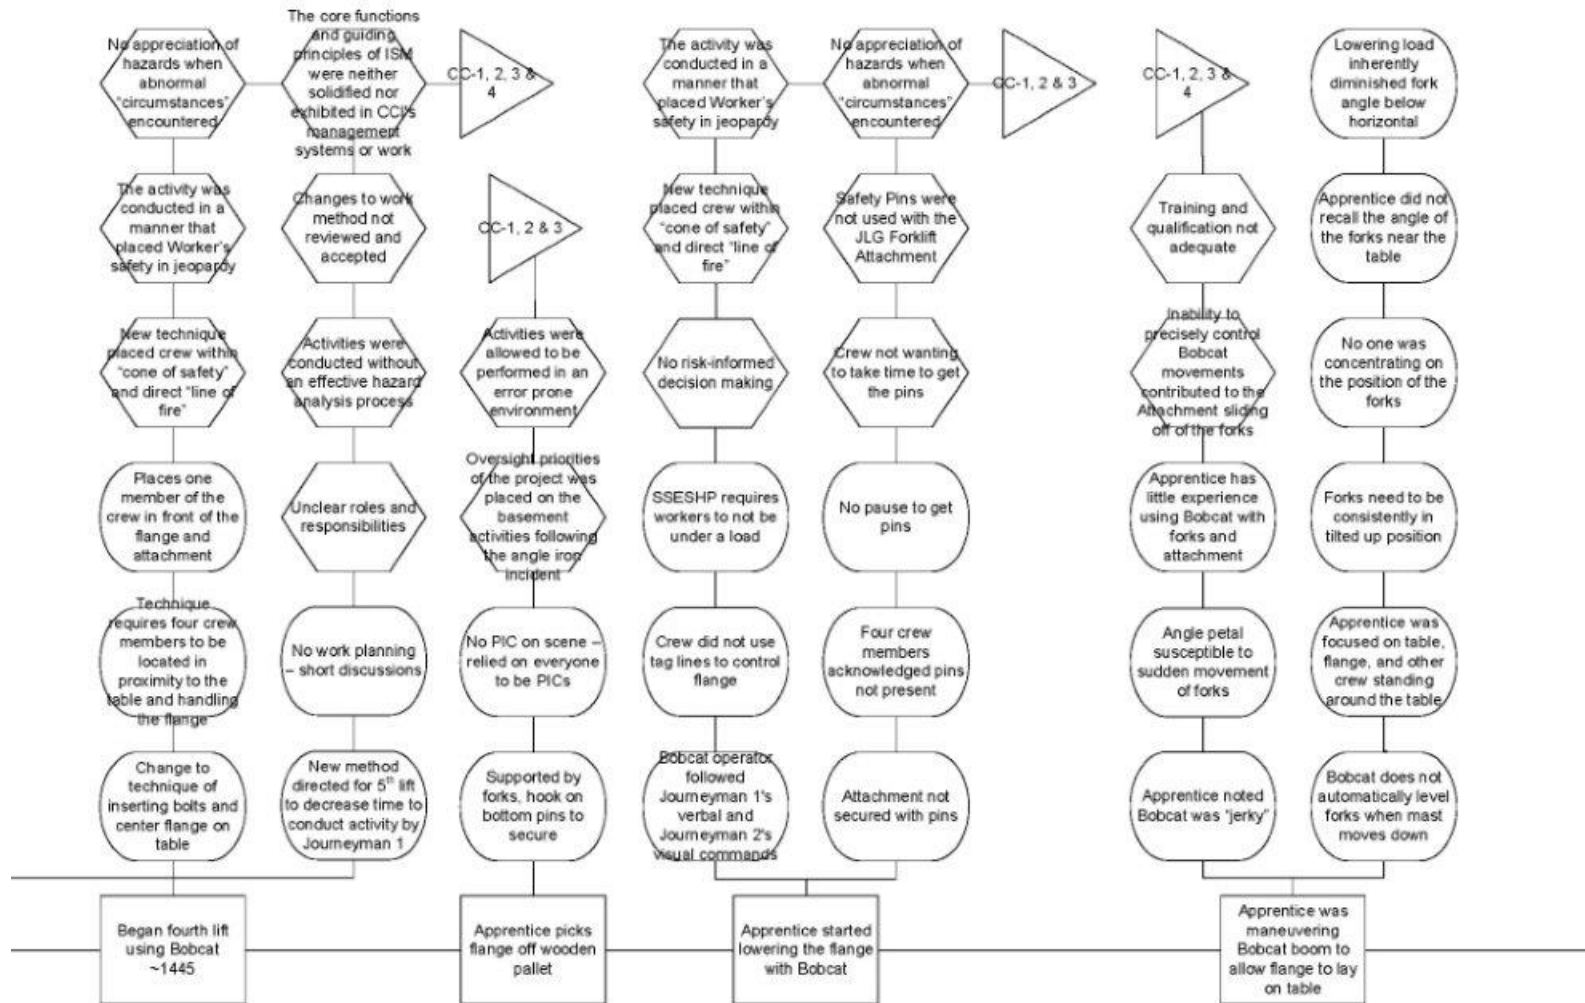 No appreciation of
hazards when
abnormal
"circumstances"
encountered
The core functions
and guiding
principles of ISM
were neither
solidified nor
exhibited in CCI's
management
systems or work
CC-1, 2, 3 &
4
The activity was
conducted in a
manner that
placed Worker's
safety in jeopardy
No appreciation of
hazards when
abnormal
"circumstances"
encountered
CC-1, 2 & 3
CC-1, 2, 3 &
4
Lowering load
inherently
diminished fork
angle below
horizontal
The activity was
conducted in a
manner that
placed Worker's
safety in jeopardy
Changes to work
method not
reviewed and
accepted
CC-1, 2 & 3
New technique
placed crew within
"cone of safety"
and direct "line of
fire"
Safety Pins were
not used with the
JLG Forklift
Attachment
Training and
qualification not
adequate
Apprentice did not
recall the angle of
the forks near the
table
New technique
placed crew within
"cone of safety"
and direct "line of
fire"
Activities were
conducted without
an effective hazard
analysis process
Activities were
allowed to be
performed in an
error prone
environment
No risk-informed
decision making
Crew not wanting
to take time to get
the pins
Inability to
precisely control
Bobcat
movements
contributed to the
Attachment sliding
off of the forks
No one was
concentrating on
the position of the
forks
Places one
member of the
crew in front of the
flange and
attachment
Unclear roles and
responsibilities
Oversight priorities
of the project was
placed on the
basement
activities following
the angle iron
incident
SSESHP requires
workers to not be
under a load
No pause to get
pins
Apprentice has
little experience
using Bobcat with
forks and
attachment
Forks need to be
consistently in
tilted up position
Technique
requires four crew
members to be
located in
proximity to the
table and handling
the flange
No work planning
– short discussions
No PIC on scene –
relied on everyone
to be PICs
Crew did not use
tag lines to control
flange
Four crew
members
acknowledged pins
not present
Angle petal
susceptible to
sudden movement
of forks
Apprentice was
focused on table,
flange, and other
crew standing
around the table
Change to
technique of
inserting bolts and
center flange on
table
New method
directed for 5th lift
to decrease time to
conduct activity by
Journeyman 1
Supported by
forks, hook on
bottom pins to
secure
Bobcat operator
followed
Journeyman 1's
verbal and
Journeyman 2's
visual commands
Attachment not
secured with pins
Apprentice noted
Bobcat was "jerky"
Bobcat does not
automatically level
forks when mast
moves down
Began fourth lift
using Bobcat
~1445
Apprentice picks
flange off wooden
pallet
Apprentice started
lowering the flange
with Bobcat
Apprentice was
maneuvering
Bobcat boom to
allow flange to lay
on table